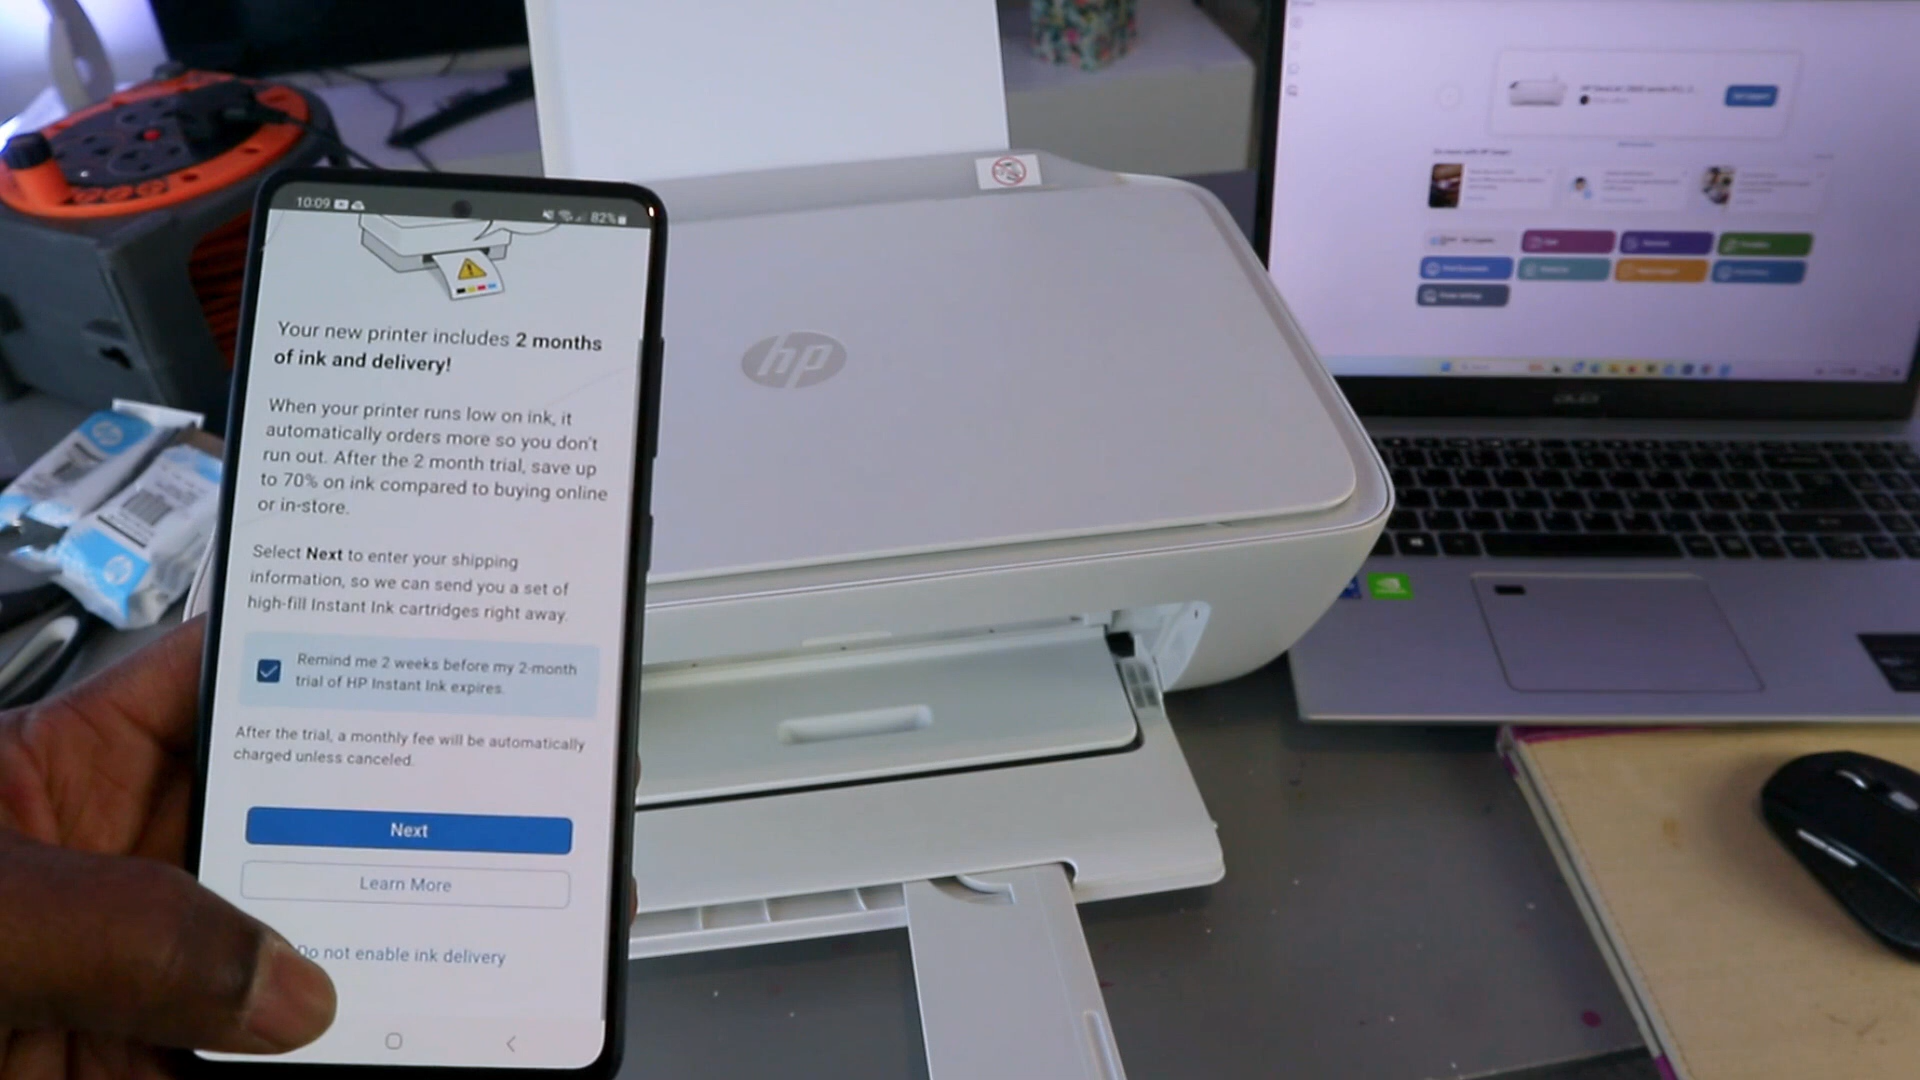 10:09
82%
Your new printer includes 2 months
of ink and delivery!
When your printer runs low on ink, it
automatically orders more so you don't
run out. After the 2 month trial, save up
to 70% on ink compared to buying online
or in-store.
Select Next to enter your shipping
information, so we can send you a set of
high-fill Instant Ink cartridges right away.
Remind me 2 weeks before my 2-month
trial of HP Instant Ink expires.
After the trial, a monthly fee will be automatically
charged unless canceled.
Next
Learn More
Do not enable ink delivery
hp
acer